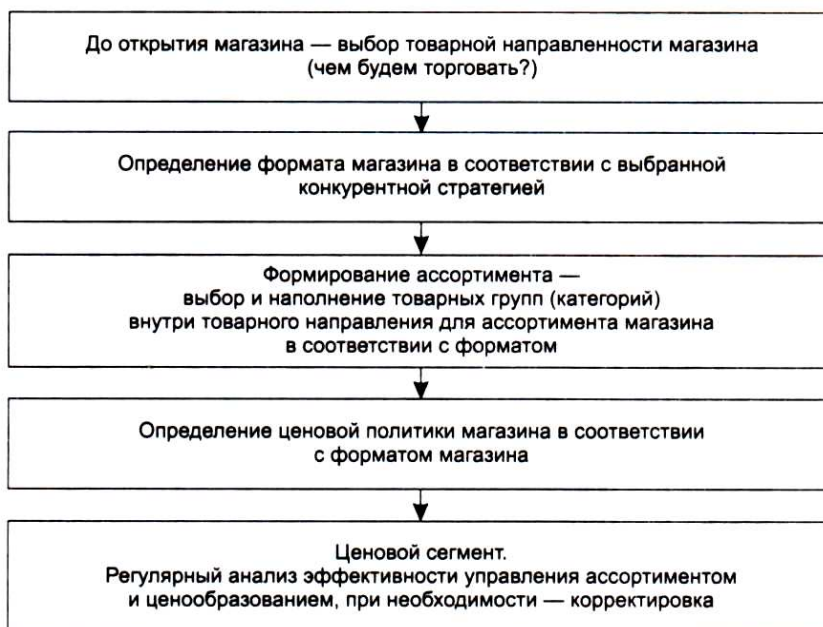 До открытия магазина — выбор товарной направленности магазина
(чем будем торговать?)
Определение формата магазина в соответствии с выбранной
конкурентной стратегией
Формирование ассортимента —
выбор и наполнение товарных групп (категорий)
внутри товарного направления для ассортимента магазина
в соответствии с форматом
Определение ценовой политики магазина в соответствии
с форматом магазина
Ценовой сегмент.
Регулярный анализ эффективности управления ассортиментом
и ценообразованием, при необходимости — корректировка